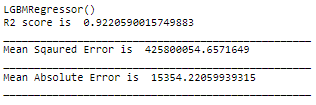 LGBMRegressor()
R2 score is  0.9220590015749883
Mean Sqaured Error is  425800054.6571649
Mean Absolute Error is  15354.22059939315